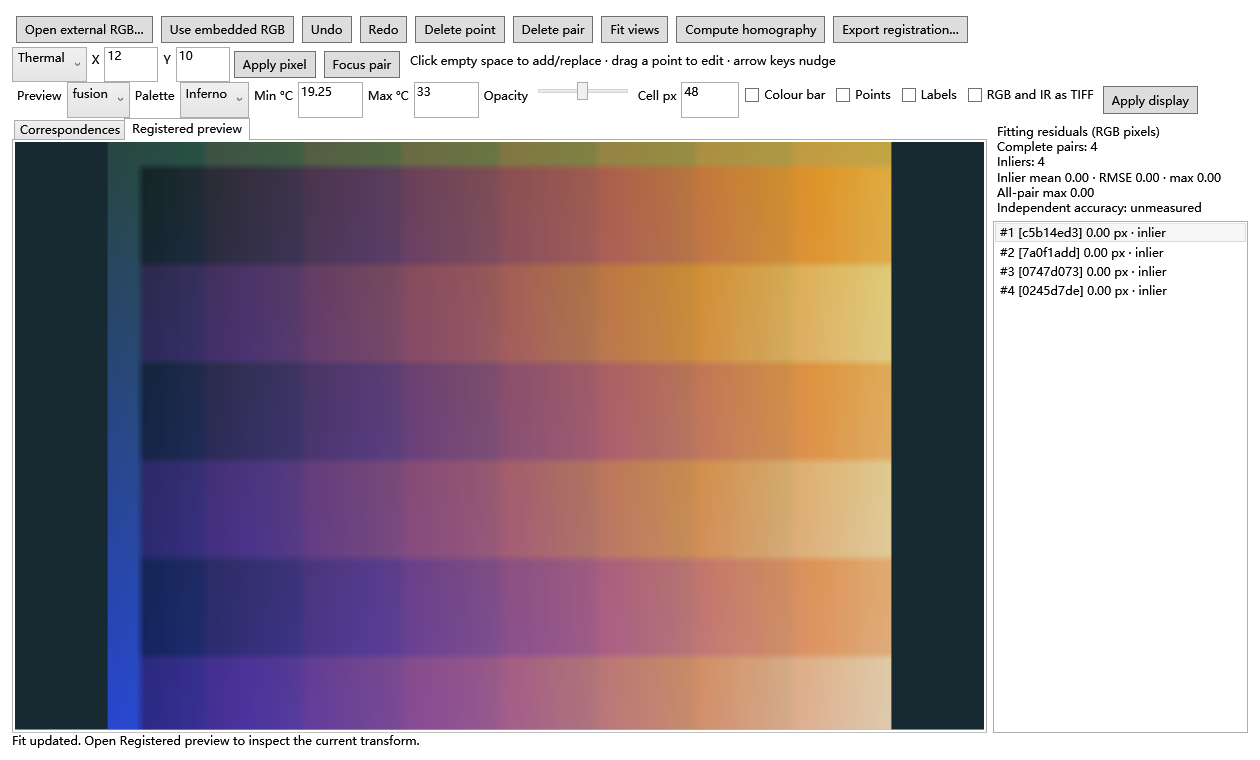 Open external RGB... Use embedded RGB Undo Redo Delete point Delete pair Fit views Compute homography Export registration...
Thermal X 12 Y 10 Apply pixel Focus pair Click empty space to add/replace · drag a point to edit · arrow keys nudge
Preview fusion Palette Inferno Min °C 19.25 Max °C 33 Opacity Cell px 48 Colour bar Points Labels RGB and IR as TIFF Apply display
Correspondences Registered preview
Fitting residuals (RGB pixels)
Complete pairs: 4
Inliers: 4
Inlier mean 0.00 · RMSE 0.00 · max 0.00
All-pair max 0.00
Independent accuracy: unmeasured
#1 [c5b14ed3] 0.00 px · inlier
#2 [7a0f1add] 0.00 px · inlier
#3 [0747d073] 0.00 px · inlier
#4 [0245d7de] 0.00 px · inlier
Fit updated. Open Registered preview to inspect the current transform.